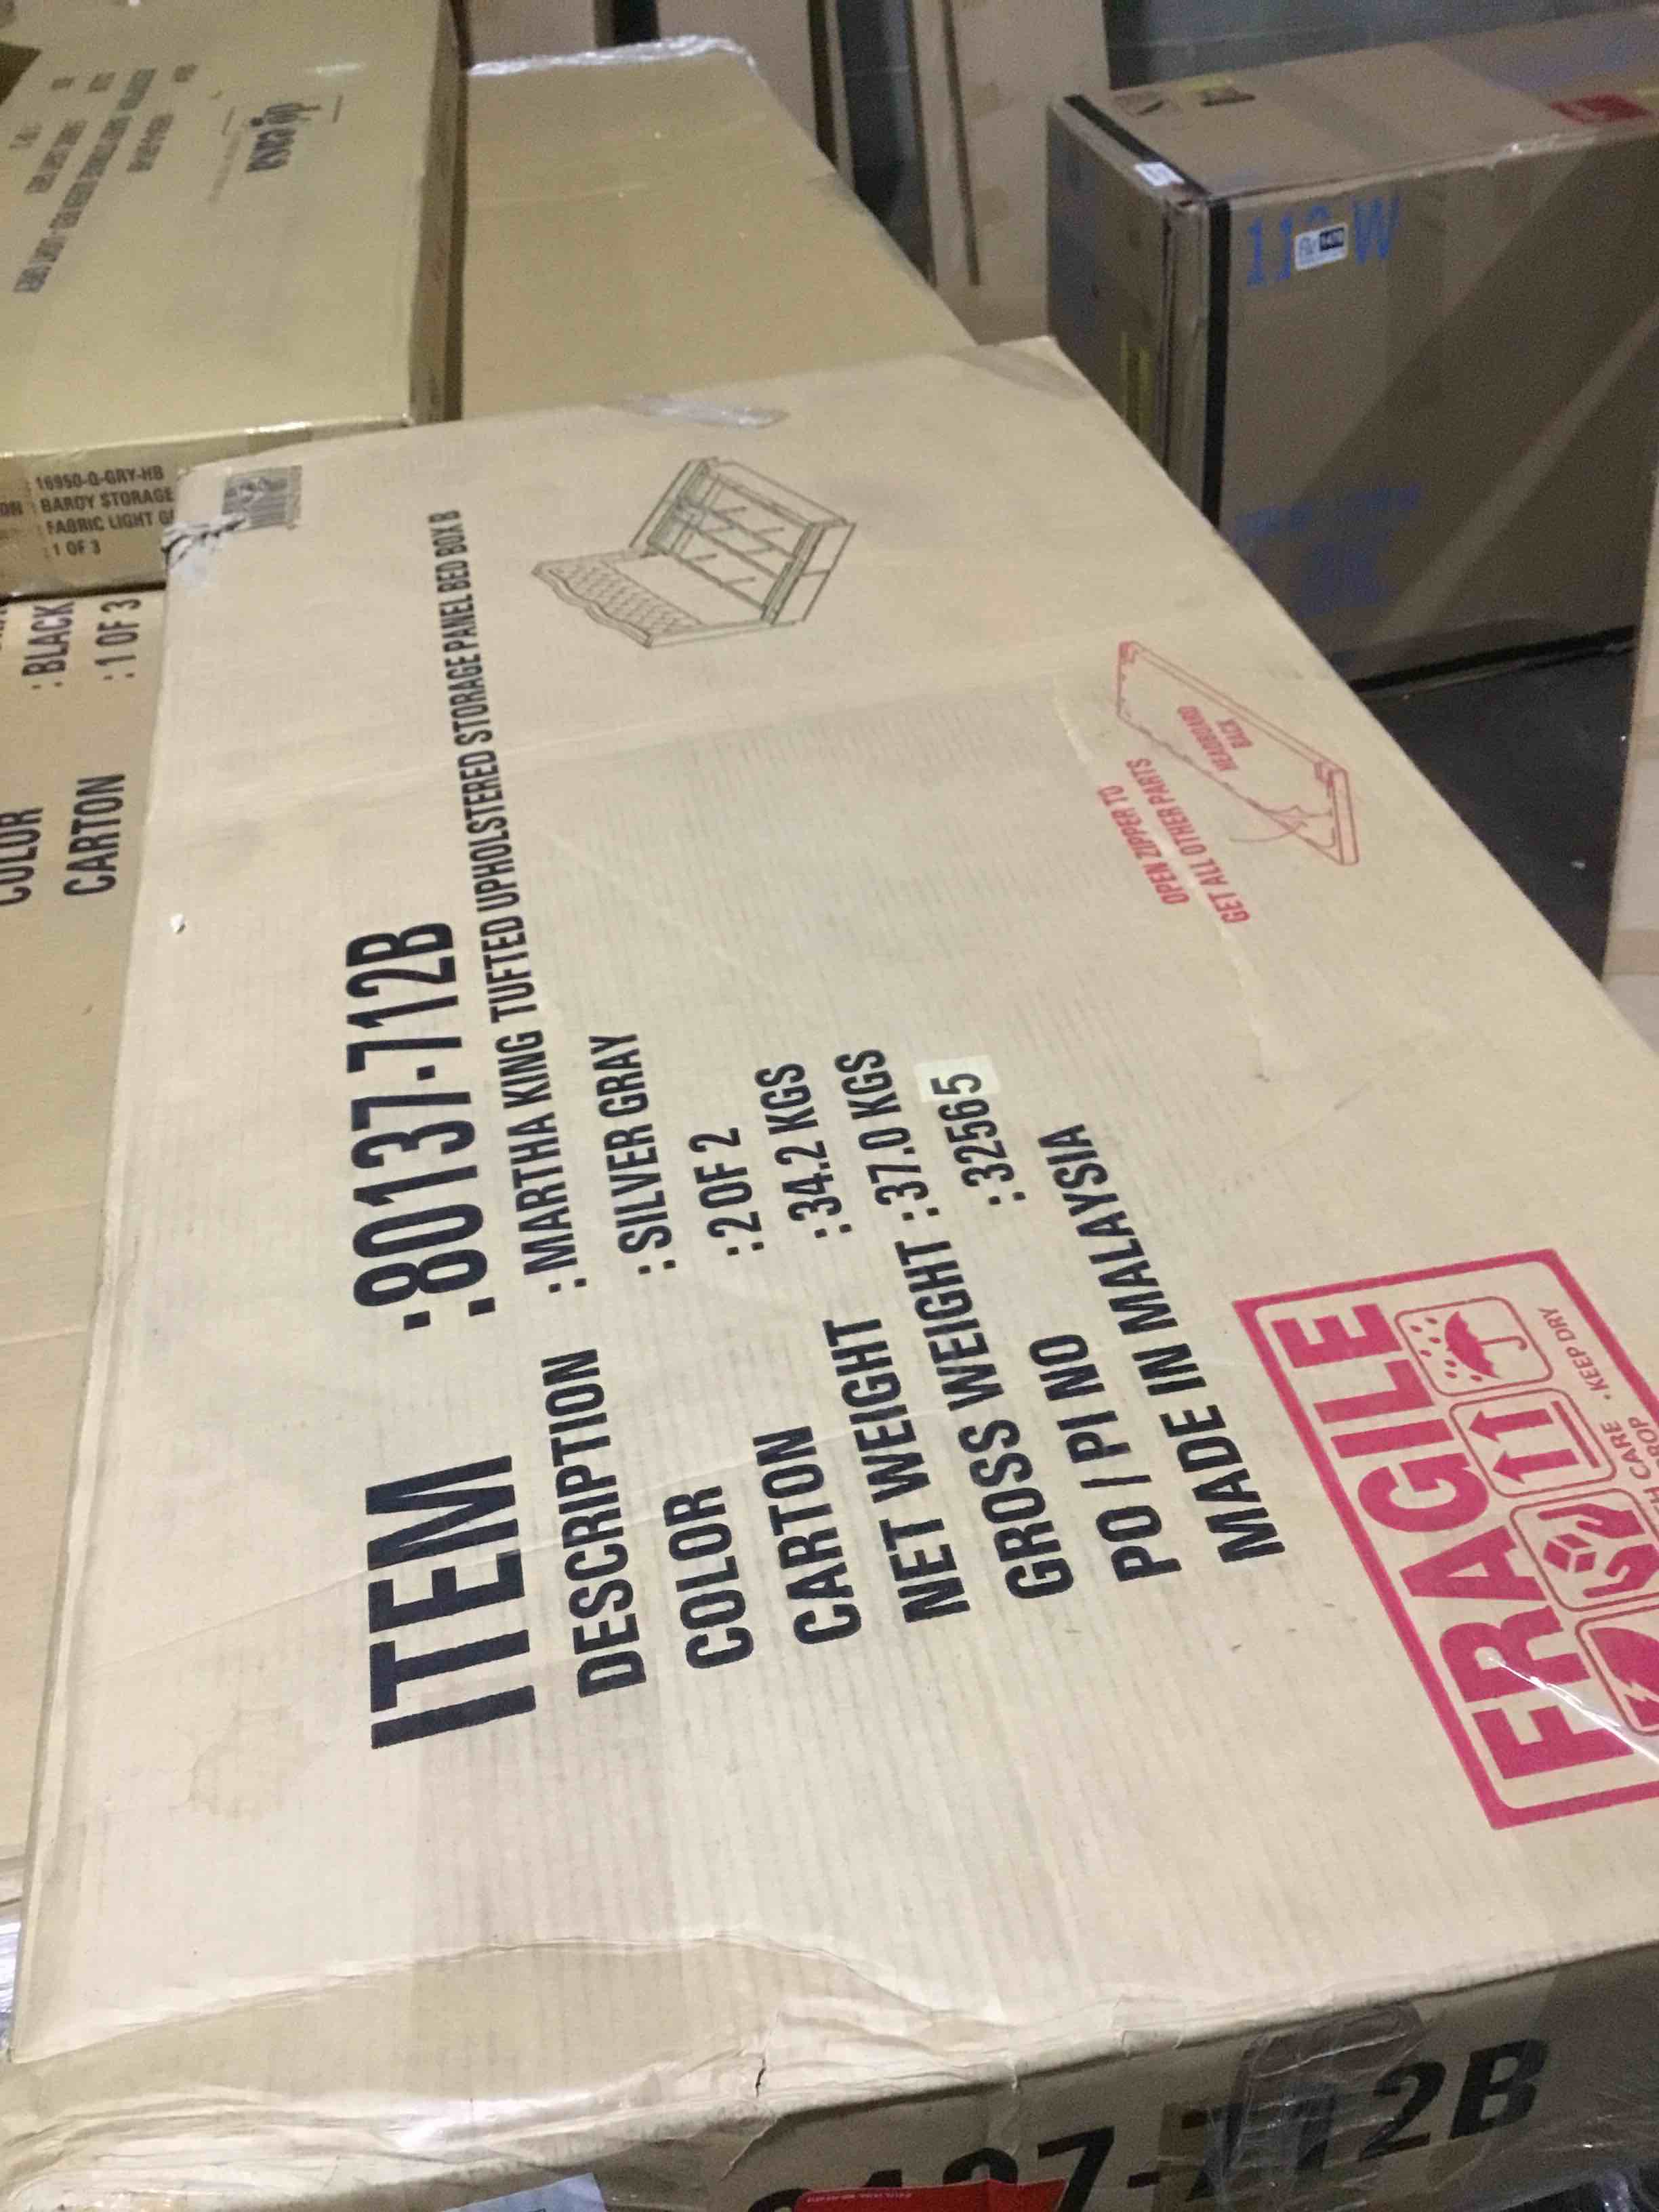 ITEM :80137-712B
DESCRIPTION : MARTHA KING TUFTED UPHOLSTERED STORAGE PANEL BED BOX B
COLOR : SILVER GRAY
CARTON : 2 OF 2
NET WEIGHT : 34.2 KGS
GROSS WEIGHT : 37.0 KGS
PO / PI NO : 32565
MADE IN MALAYSIA
FRAGILE
CARE • KEEP DRY
OPEN ZIPPER TO
GET ALL OTHER PARTS
HEADBOARD
BACK
7-712B
COLOR : BLACK
CARTON : 1 OF 3
: 16950-Q-GRY-HB
: BARDY STORAGE
: FABRIC LIGHT
: 1 OF 3
W